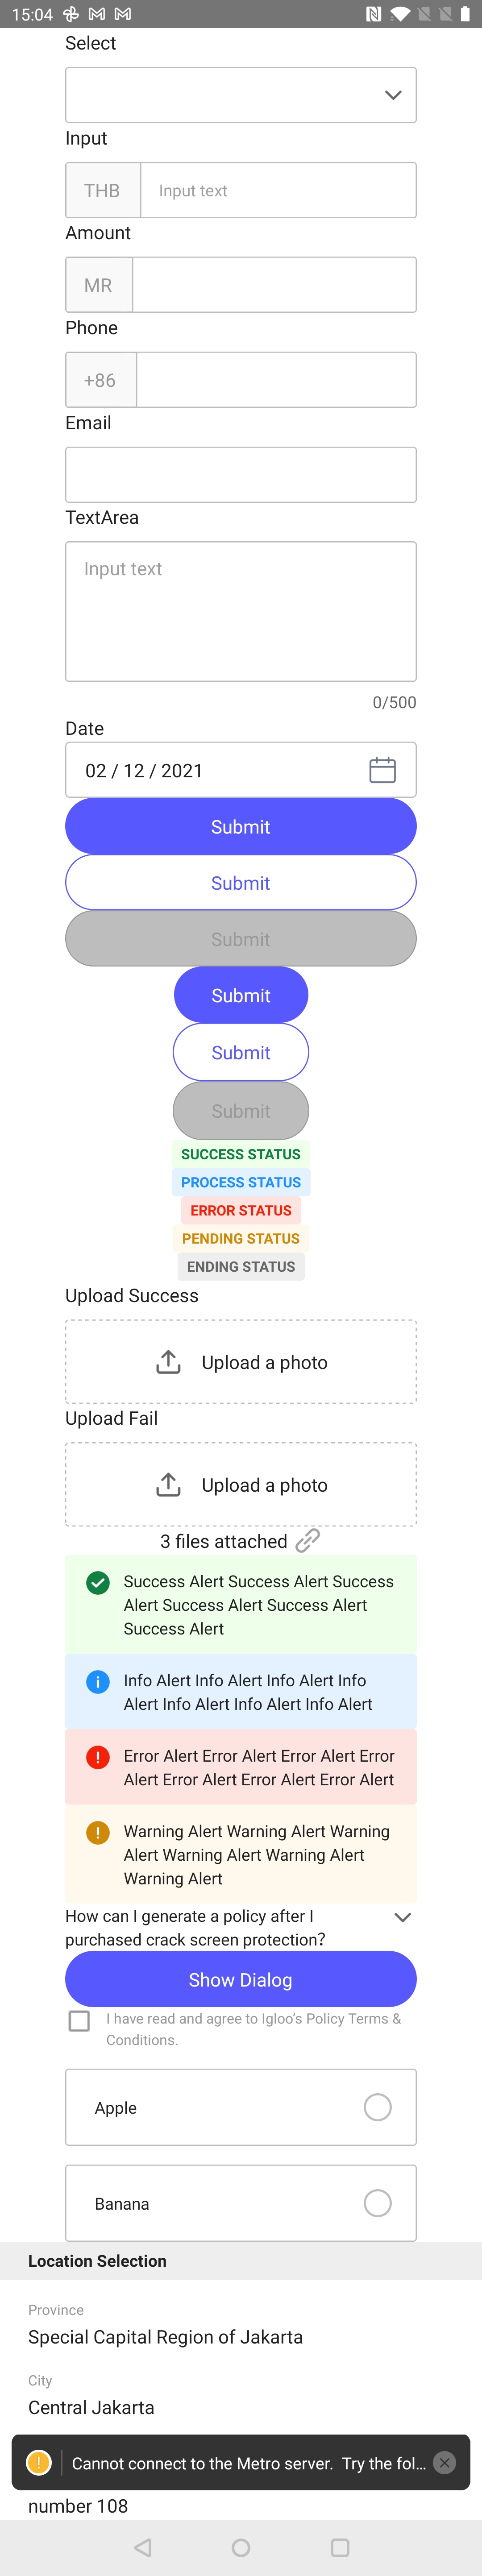 15:04
Select
Input
THB Input text
Amount
MR
Phone
+86
Email
TextArea
Input text
0/500
Date
02 / 12 / 2021
Submit
Submit
Submit
Submit
Submit
Submit
SUCCESS STATUS
PROCESS STATUS
ERROR STATUS
PENDING STATUS
ENDING STATUS
Upload Success
Upload a photo
Upload Fail
Upload a photo
3 files attached
Success Alert Success Alert Success
Alert Success Alert Success Alert
Success Alert
Info Alert Info Alert Info Alert Info
Alert Info Alert Info Alert Info Alert
Error Alert Error Alert Error Alert Error
Alert Error Alert Error Alert Error Alert
Warning Alert Warning Alert Warning
Alert Warning Alert Warning Alert
Warning Alert
How can I generate a policy after I
purchased crack screen protection?
Show Dialog
I have read and agree to Igloo's Policy Terms &
Conditions.
Apple
Banana
Location Selection
Province
Special Capital Region of Jakarta
City
Central Jakarta
Cannot connect to the Metro server. Try the fol...
number 108